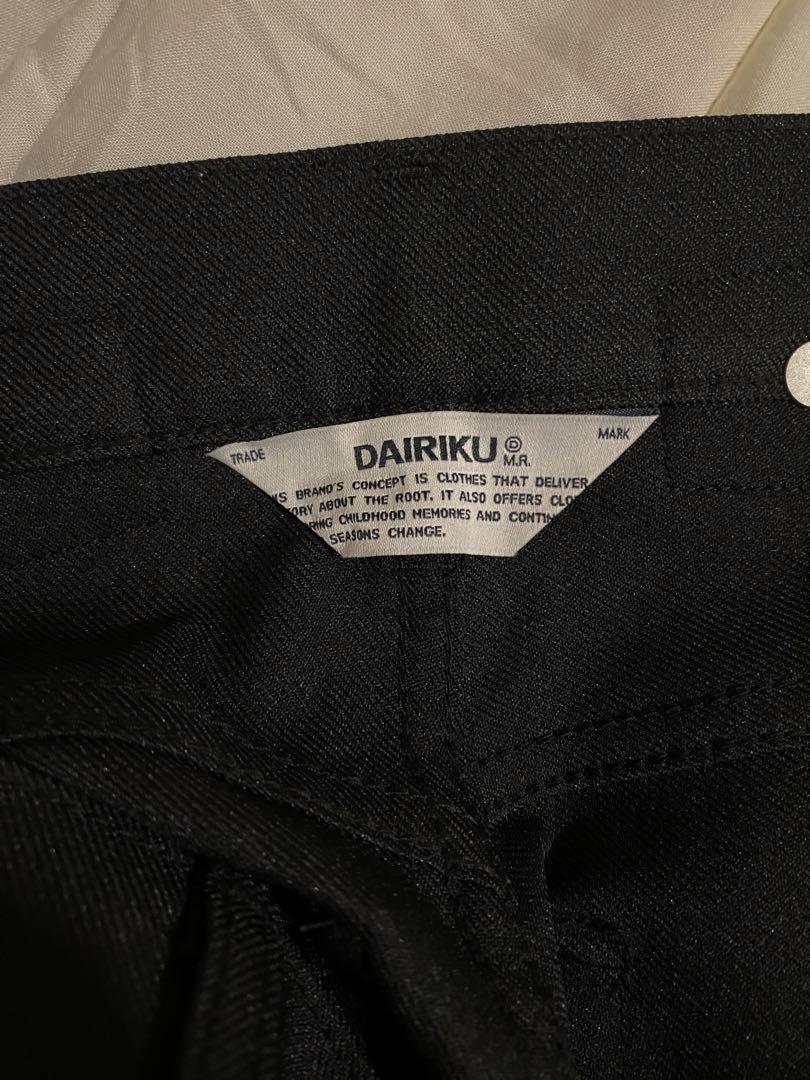 TRADE DAIRIKU Ⓓ M.R. MARK
BRAND'S CONCEPT IS CLOTHES THAT DELIVER
ABOUT THE ROOT. IT ALSO OFFERS
CHILDHOOD MEMORIES AND
SEASONS CHANGE.